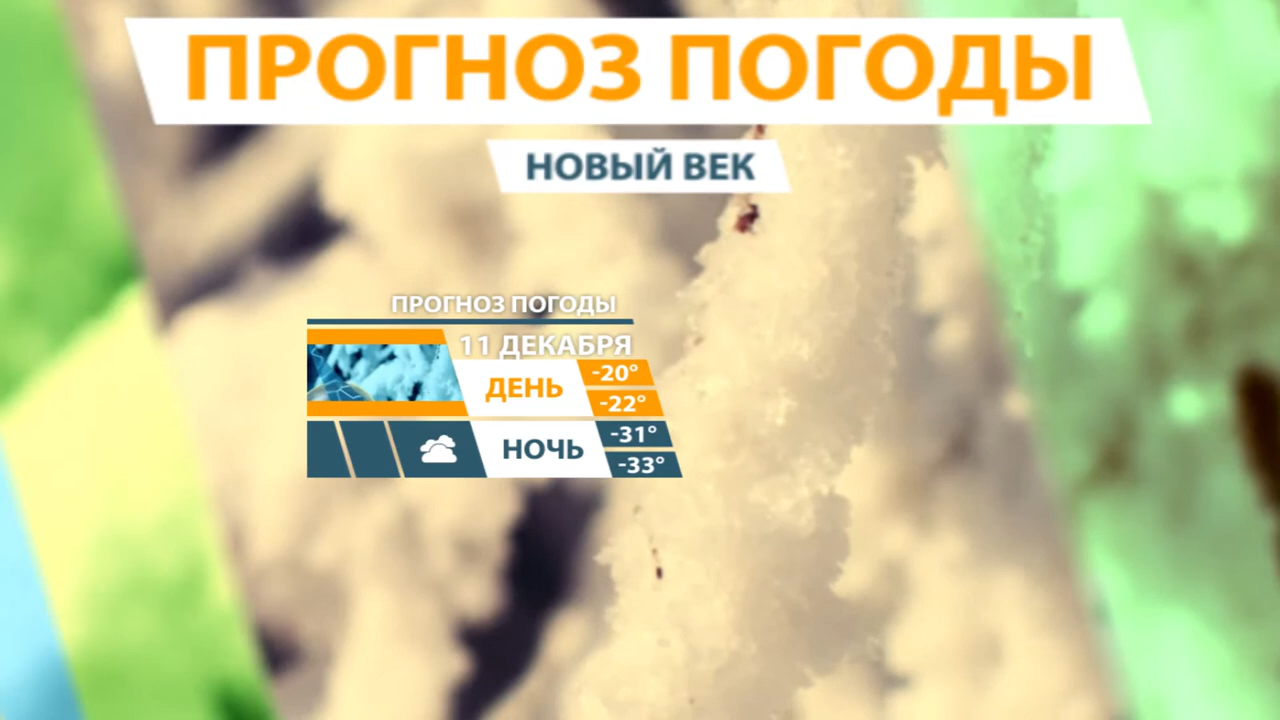 ПРОГНОЗ ПОГОДЫ
НОВЫЙ ВЕК
ПРОГНОЗ ПОГОДЫ
11 ДЕКАБРЯ
ДЕНЬ -20°
-22°
НОЧЬ -31°
-33°